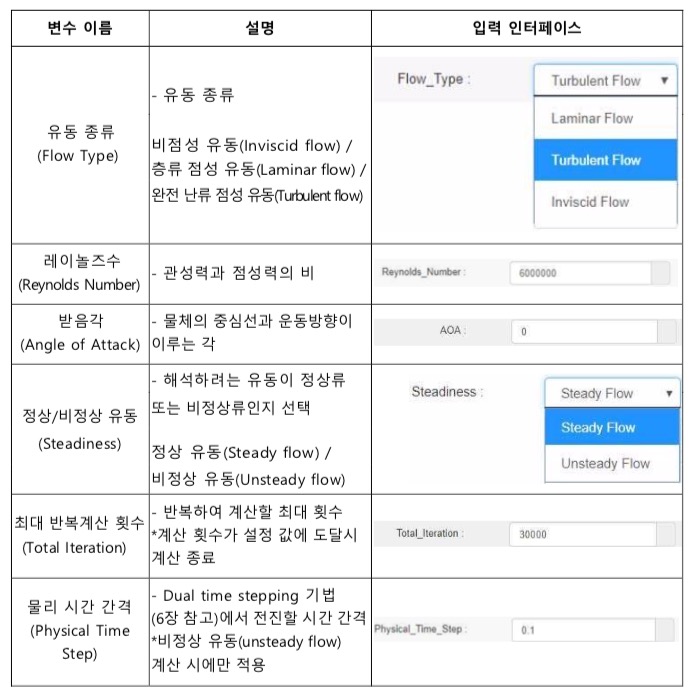 변수 이름
설명
입력 인터페이스
유동 종류
(Flow Type)
- 유동 종류
비점성 유동(Inviscid flow) /
층류 점성 유동(Laminar flow) /
완전 난류 점성 유동(Turbulent flow)
Flow_Type :
Turbulent Flow
Laminar Flow
Turbulent Flow
Inviscid Flow
레이놀즈수
(Reynolds Number)
- 관성력과 점성력의 비
Reynolds_Number :
6000000
받음각
(Angle of Attack)
- 물체의 중심선과 운동방향이
이루는 각
AOA :
0
정상/비정상 유동
(Steadiness)
- 해석하려는 유동이 정상류
또는 비정상류인지 선택
정상 유동(Steady flow) /
비정상 유동(Unsteady flow)
Steadiness :
Steady Flow
Steady Flow
Unsteady Flow
최대 반복계산 횟수
(Total Iteration)
- 반복하여 계산할 최대 횟수
*계산 횟수가 설정 값에 도달시
계산 종료
Total_Iteration :
30000
물리 시간 간격
(Physical Time
Step)
- Dual time stepping 기법
(6장 참고)에서 전진할 시간 간격
*비정상 유동(unsteady flow)
계산 시에만 적용
Physical_Time_Step :
0.1